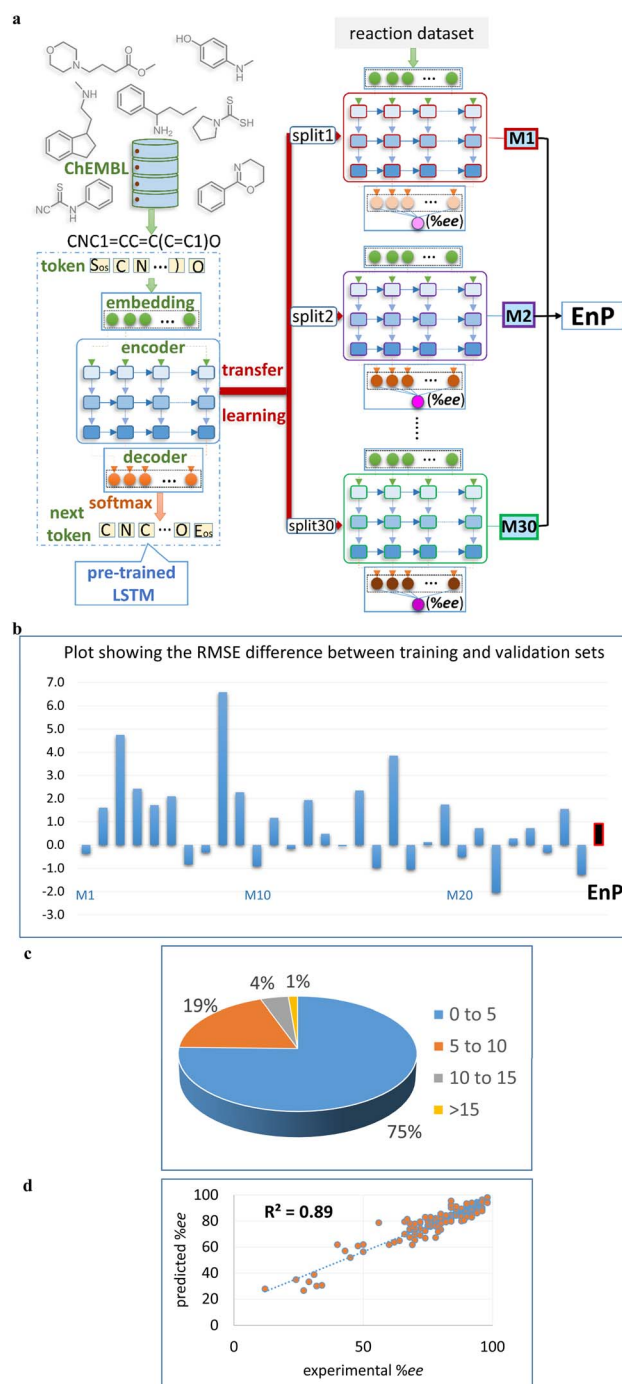 a
reaction dataset
HO
O
N
O
O
N
H
NH
S
SH
N
NH2
ChEMBL
split1
M1
(%ee)
S
NC
N
H
N
O
CNC1=CC=C(C=C1)O
token Sos C N ... ) O
embedding
encoder
transfer
learning
split2
M2
EnP
(%ee)
decoder
softmax
next
token C N C ... O Eos
pre-trained
LSTM
split30
M30
(%ee)
b
Plot showing the RMSE difference between training and validation sets
7.0
6.0
5.0
4.0
3.0
2.0
1.0
0.0
-1.0
-2.0
-3.0
M1
M10
M20
EnP
c
4%
1%
19%
75%
0 to 5
5 to 10
10 to 15
>15
d
R² = 0.89
predicted %ee
100
80
60
40
20
0
0 50 100
experimental %ee